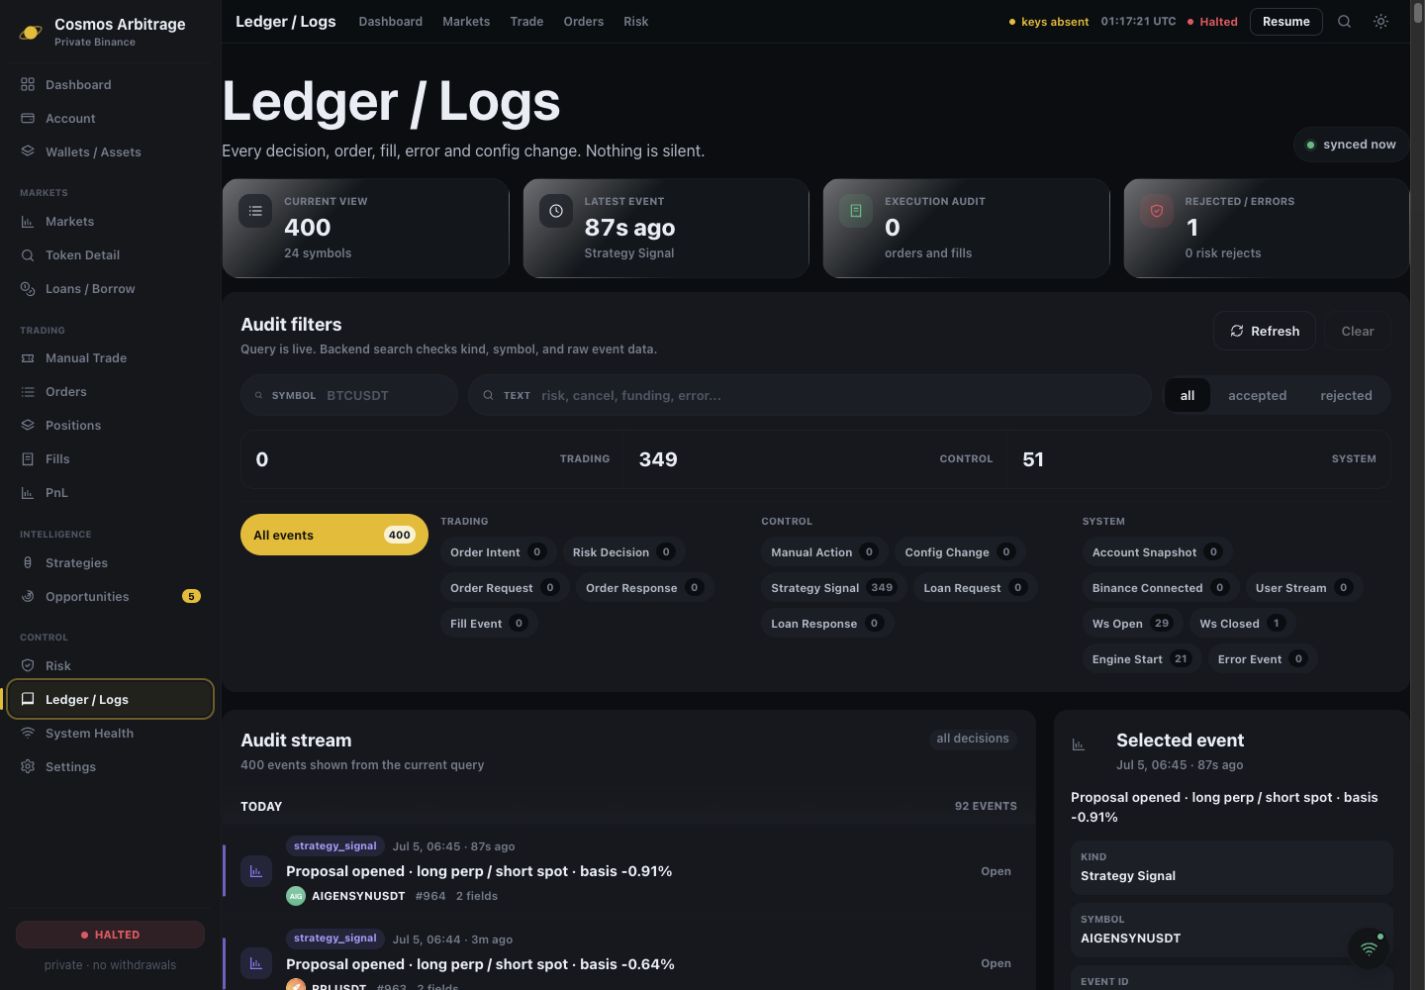 Cosmos Arbitrage
Private Binance
Dashboard
Account
Wallets / Assets
MARKETS
Markets
Token Detail
Loans / Borrow
TRADING
Manual Trade
Orders
Positions
Fills
PnL
INTELLIGENCE
Strategies
Opportunities 5
CONTROL
Risk
Ledger / Logs
System Health
Settings
HALTED
private · no withdrawals
Ledger / Logs Dashboard Markets Trade Orders Risk keys absent 01:17:21 UTC Halted Resume
Ledger / Logs
Every decision, order, fill, error and config change. Nothing is silent.
synced now
CURRENT VIEW
400
24 symbols
LATEST EVENT
87s ago
Strategy Signal
EXECUTION AUDIT
0
orders and fills
REJECTED / ERRORS
1
0 risk rejects
Audit filters
Query is live. Backend search checks kind, symbol, and raw event data.
Refresh Clear
SYMBOL BTCUSDT TEXT risk, cancel, funding, error... all accepted rejected
0 TRADING 349 CONTROL 51 SYSTEM
All events 400
TRADING
Order Intent 0 Risk Decision 0
Order Request 0 Order Response 0
Fill Event 0
CONTROL
Manual Action 0 Config Change 0
Strategy Signal 349 Loan Request 0
Loan Response 0
SYSTEM
Account Snapshot 0
Binance Connected 0 User Stream 0
Ws Open 29 Ws Closed 1
Engine Start 21 Error Event 0
Audit stream
400 events shown from the current query
all decisions
TODAY 92 EVENTS
strategy_signal Jul 5, 06:45 · 87s ago
Proposal opened · long perp / short spot · basis -0.91% Open
AIG AIGENSYNUSDT #964 2 fields
strategy_signal Jul 5, 06:44 · 3m ago
Proposal opened · long perp / short spot · basis -0.64% Open
#963 2 fields
Selected event
Jul 5, 06:45 · 87s ago
Proposal opened · long perp / short spot · basis
-0.91%
KIND
Strategy Signal
SYMBOL
AIGENSYNUSDT
EVENT ID